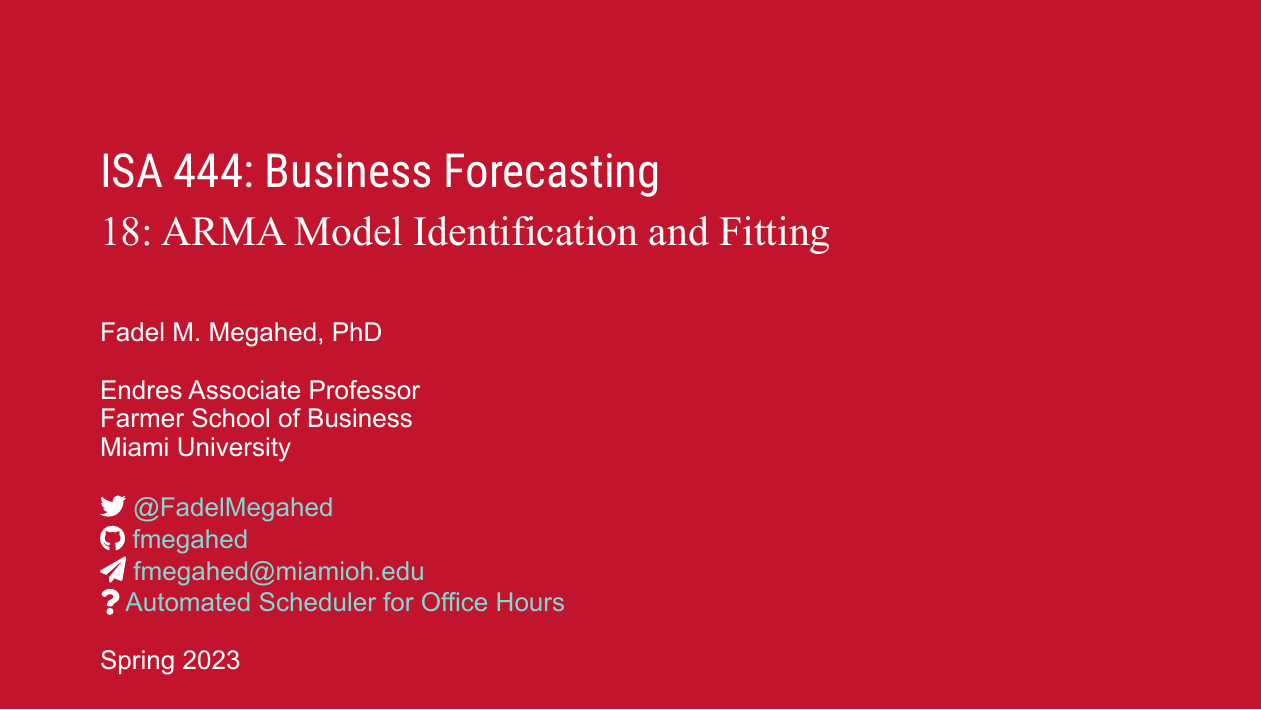 ISA 444: Business Forecasting
18: ARMA Model Identification and Fitting
Fadel M. Megahed, PhD
Endres Associate Professor
Farmer School of Business
Miami University
@FadelMegahed
fmegahed
fmegahed@miamioh.edu
Automated Scheduler for Office Hours
Spring 2023